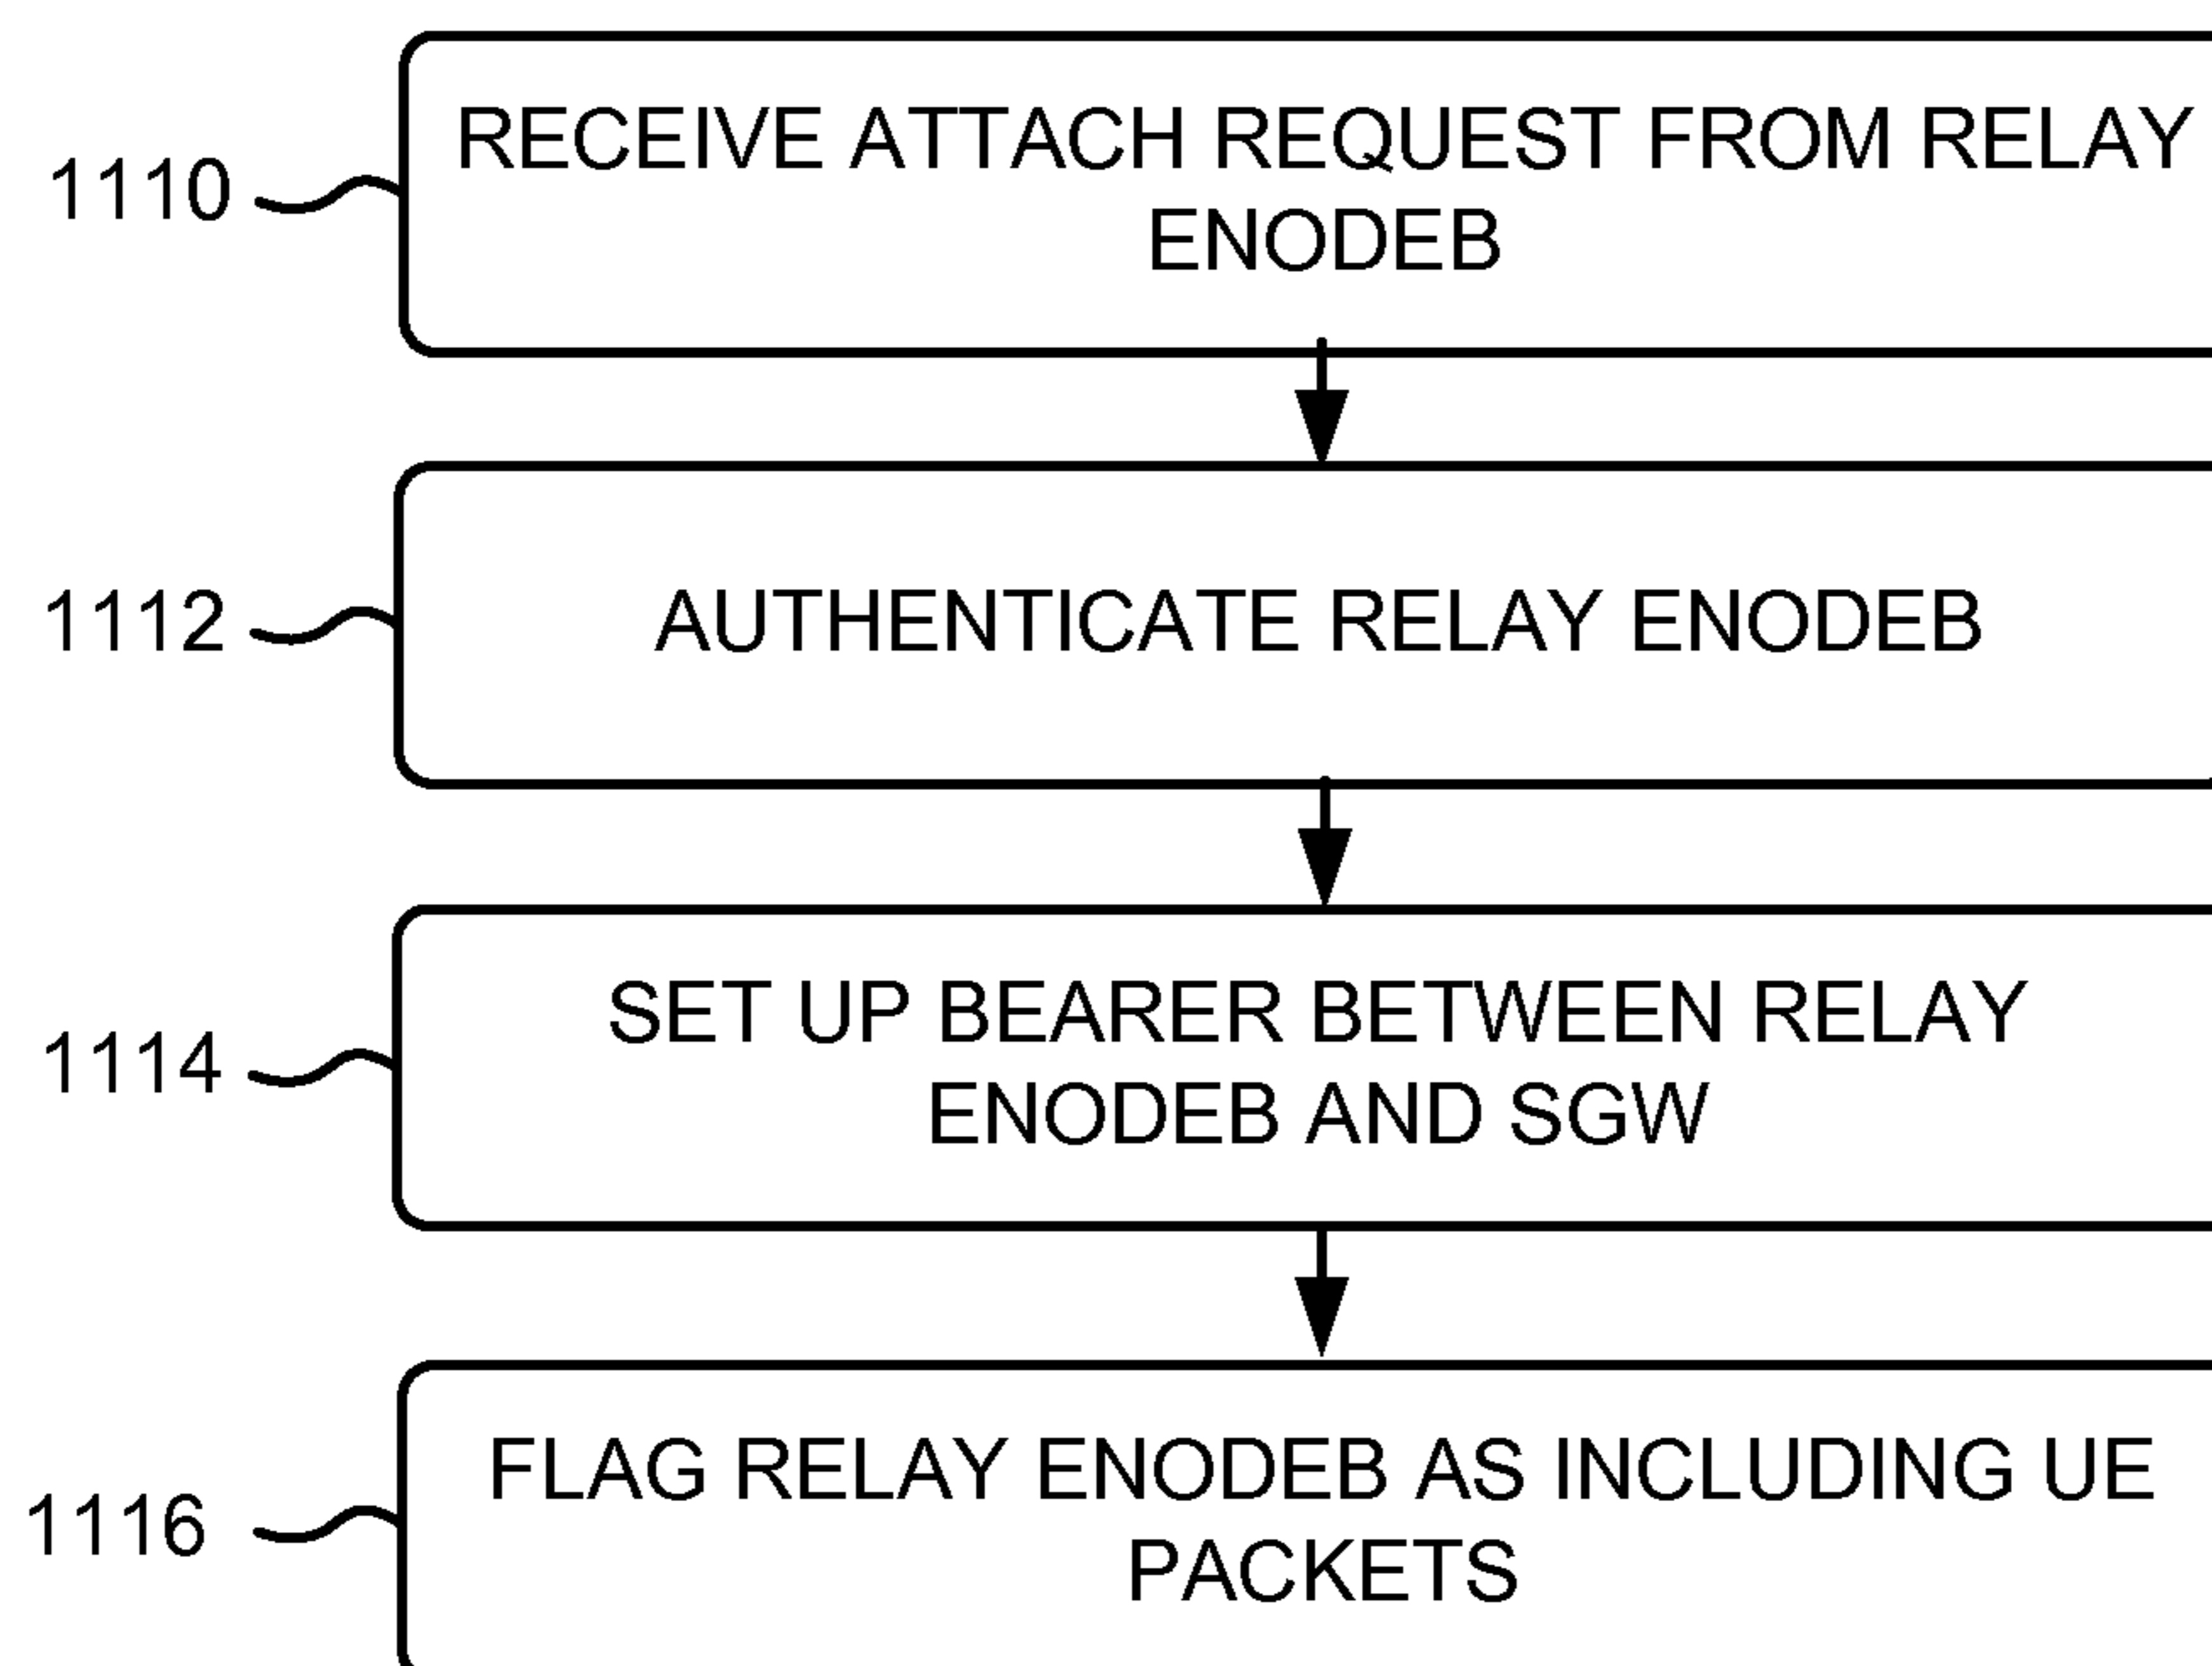 1110
RECEIVE ATTACH REQUEST FROM RELAY
ENODEB
1112
AUTHENTICATE RELAY ENODEB
1114
SET UP BEARER BETWEEN RELAY
ENODEB AND SGW
1116
FLAG RELAY ENODEB AS INCLUDING UE
PACKETS